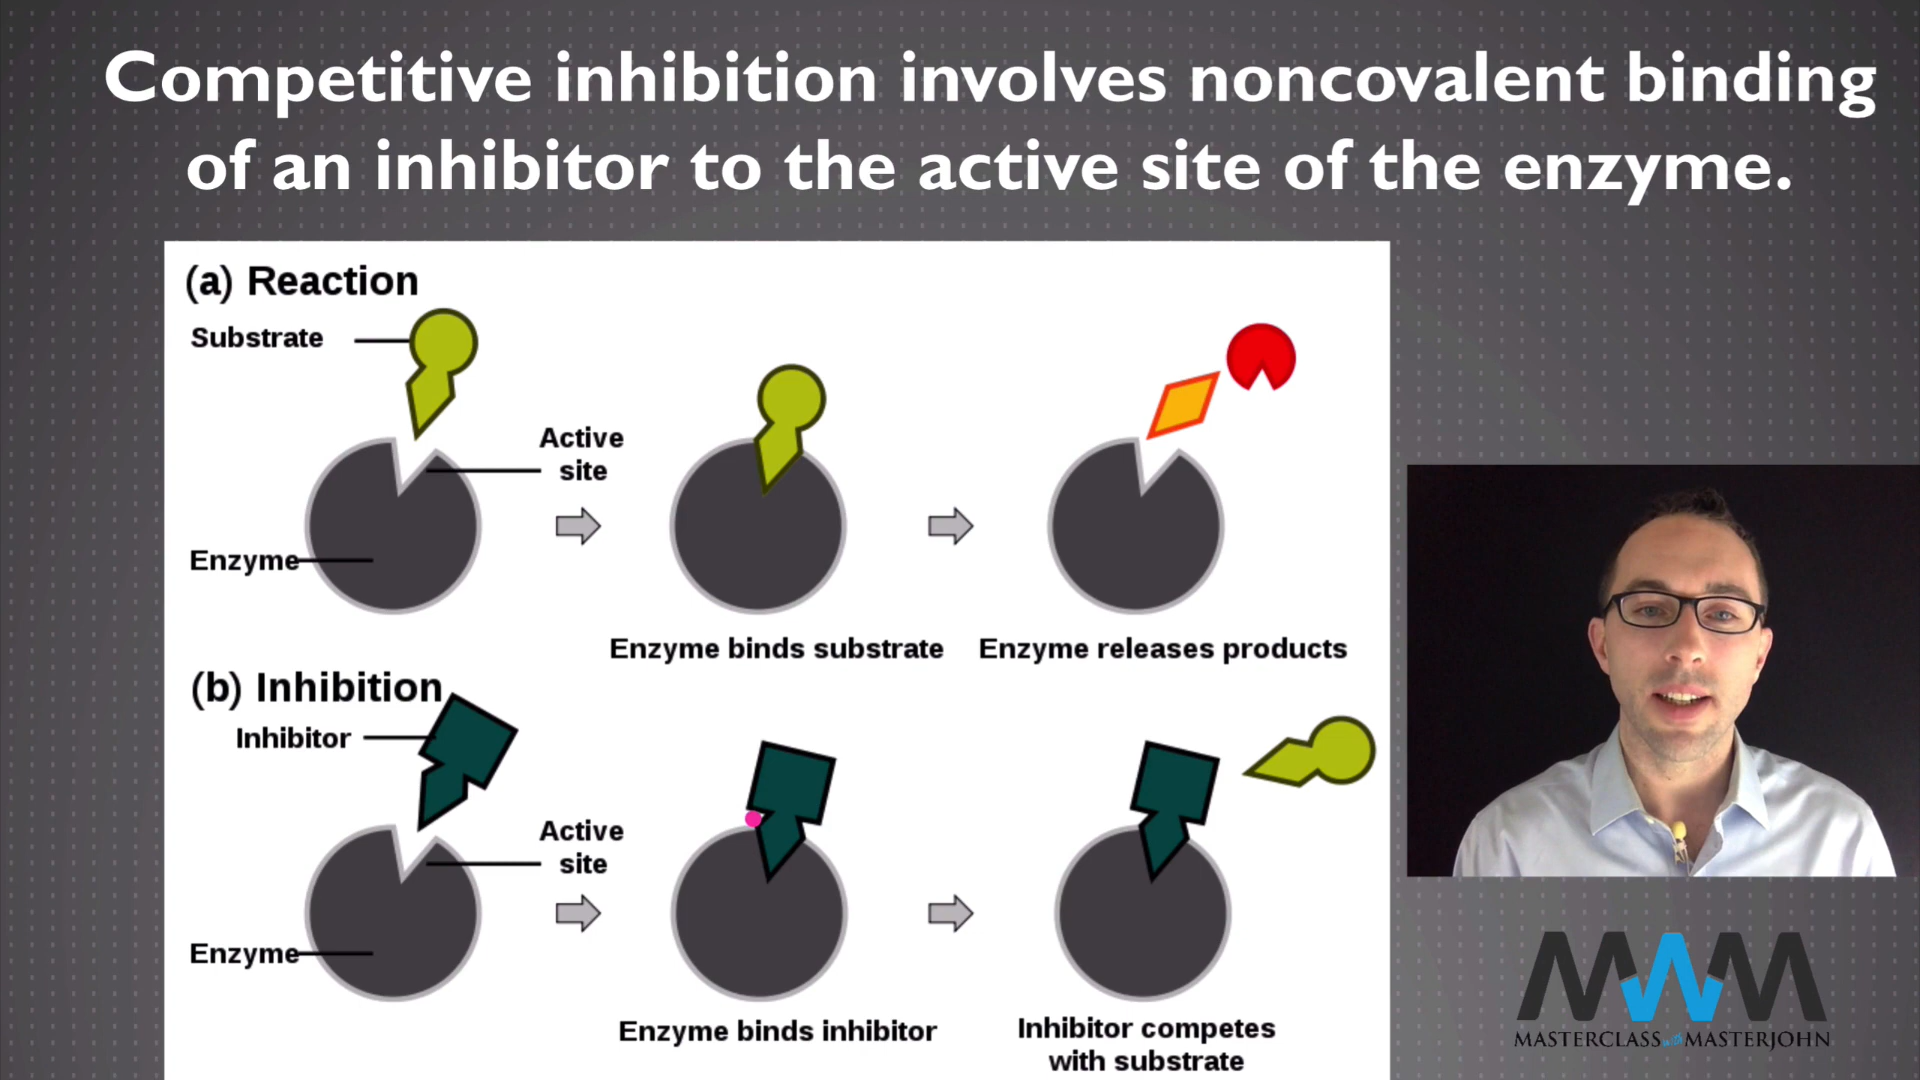 Competitive inhibition involves noncovalent binding
of an inhibitor to the active site of the enzyme.
(a) Reaction
Substrate
Active
site
Enzyme
Enzyme binds substrate
Enzyme releases products
(b) Inhibition
Inhibitor
Active
site
Enzyme
Enzyme binds inhibitor
Inhibitor competes
with substrate
MWM
MASTERCLASS with MASTERJOHN